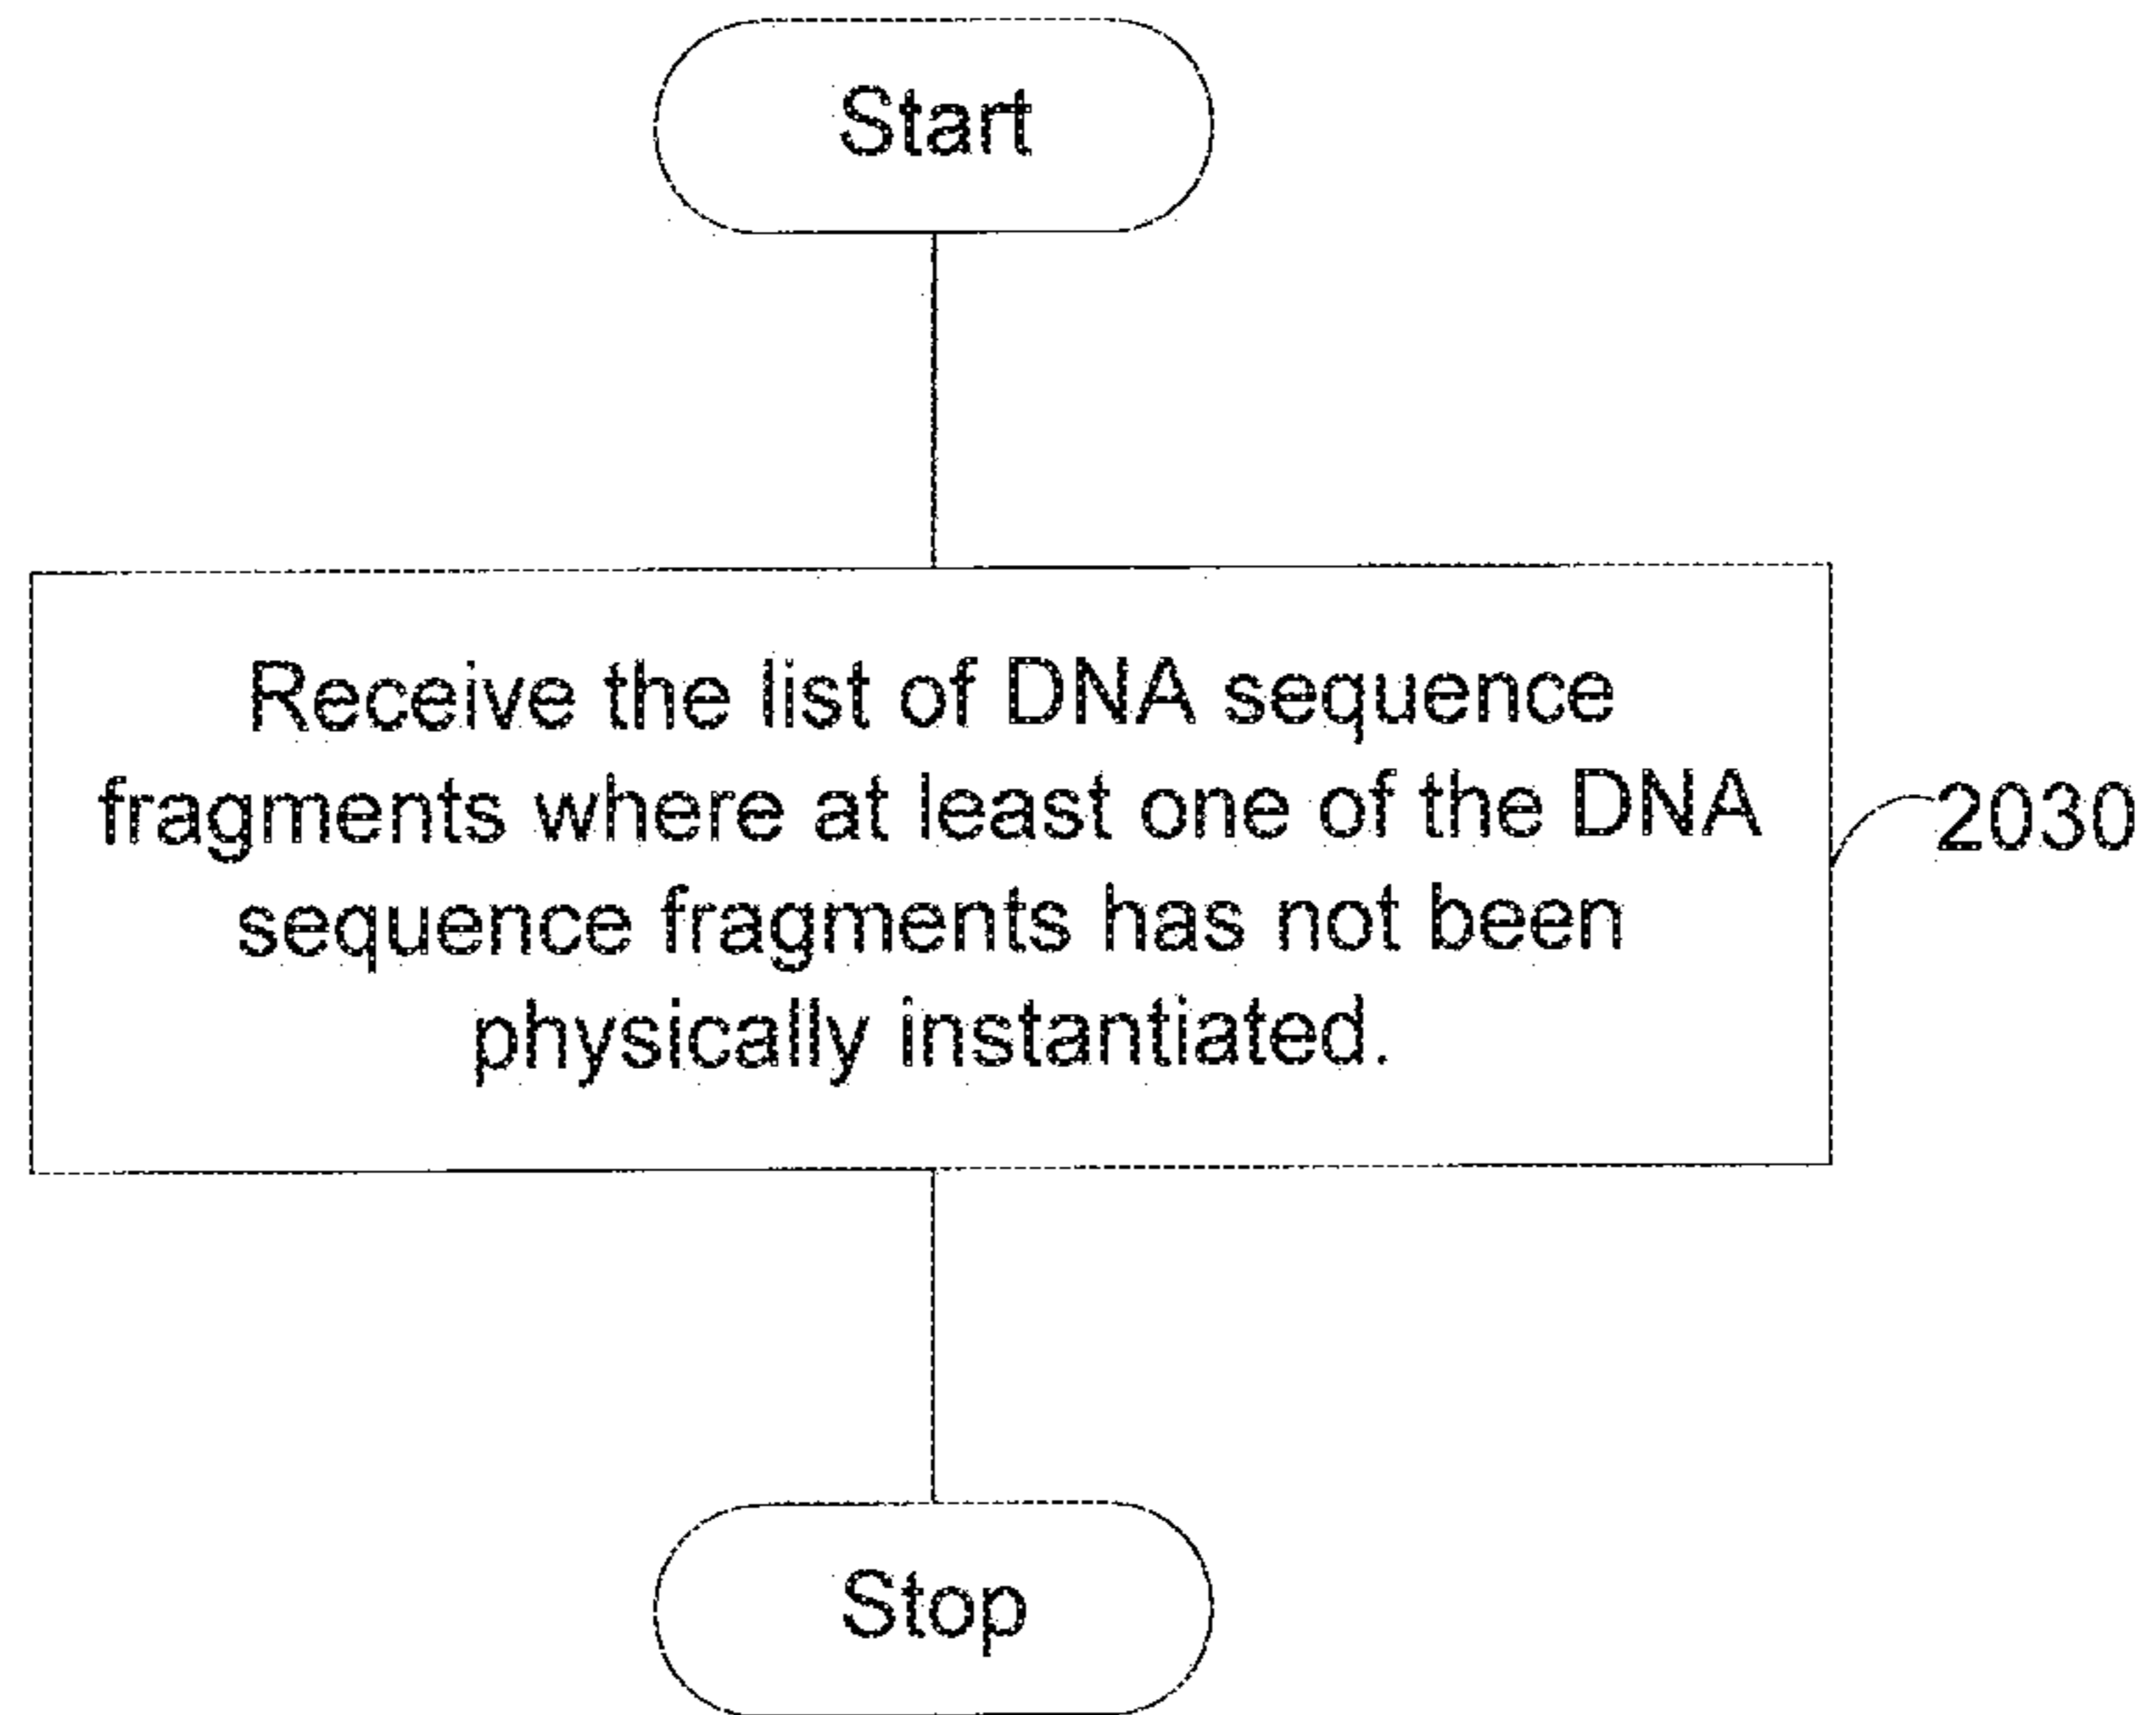 Start
Receive the list of DNA sequence
fragments where at least one of the DNA
sequence fragments has not been
physically instantiated.
2030
Stop